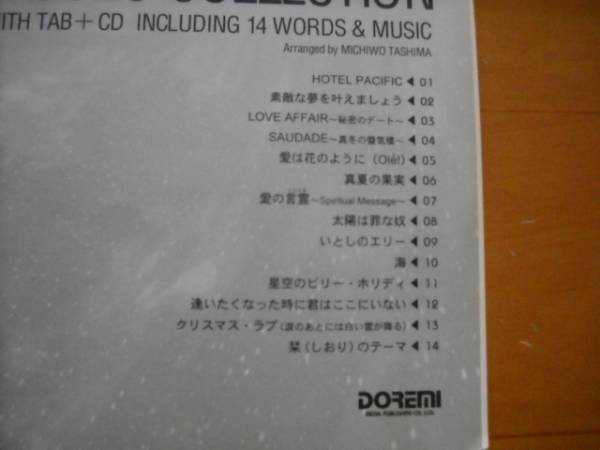 COLLECTION
WITH TAB+CD INCLUDING 14 WORDS & MUSIC
Arranged by MICHIWO TASHIMA
HOTEL PACIFIC ◀ 01
素敵な夢を叶えましょう ◀ 02
LOVE AFFAIR～秘密のデート～ ◀ 03
SAUDADE～真冬の蜃気楼～ ◀ 04
愛は花のように (Olé!) ◀ 05
真夏の果実 ◀ 06
愛の言霊～Spiritual Message～ ◀ 07
太陽は罪な奴 ◀ 08
いとしのエリー ◀ 09
海 ◀ 10
星空のビリー・ホリデイ ◀ 11
逢いたくなった時に君はここにいない ◀ 12
クリスマス・ラブ (涙のあとには白い雪が降る) ◀ 13
栞 (しおり) のテーマ ◀ 14
DOREMI
MUSIC PUBLISHING CO.,LTD.